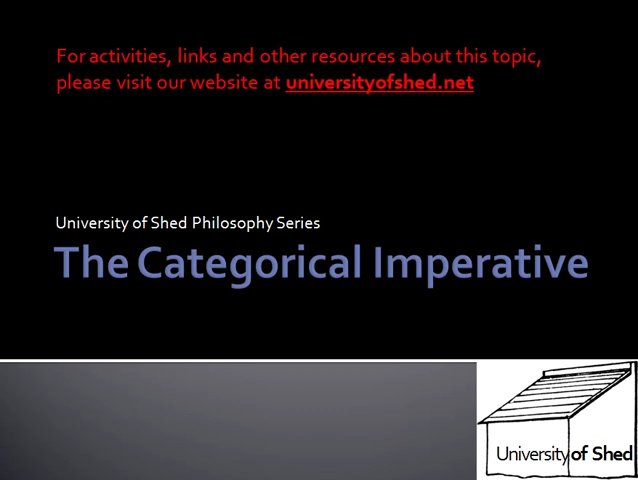 For activities, links and other resources about this topic,
please visit our website at universityofshed.net
University of Shed Philosophy Series
The Categorical Imperative
University of Shed